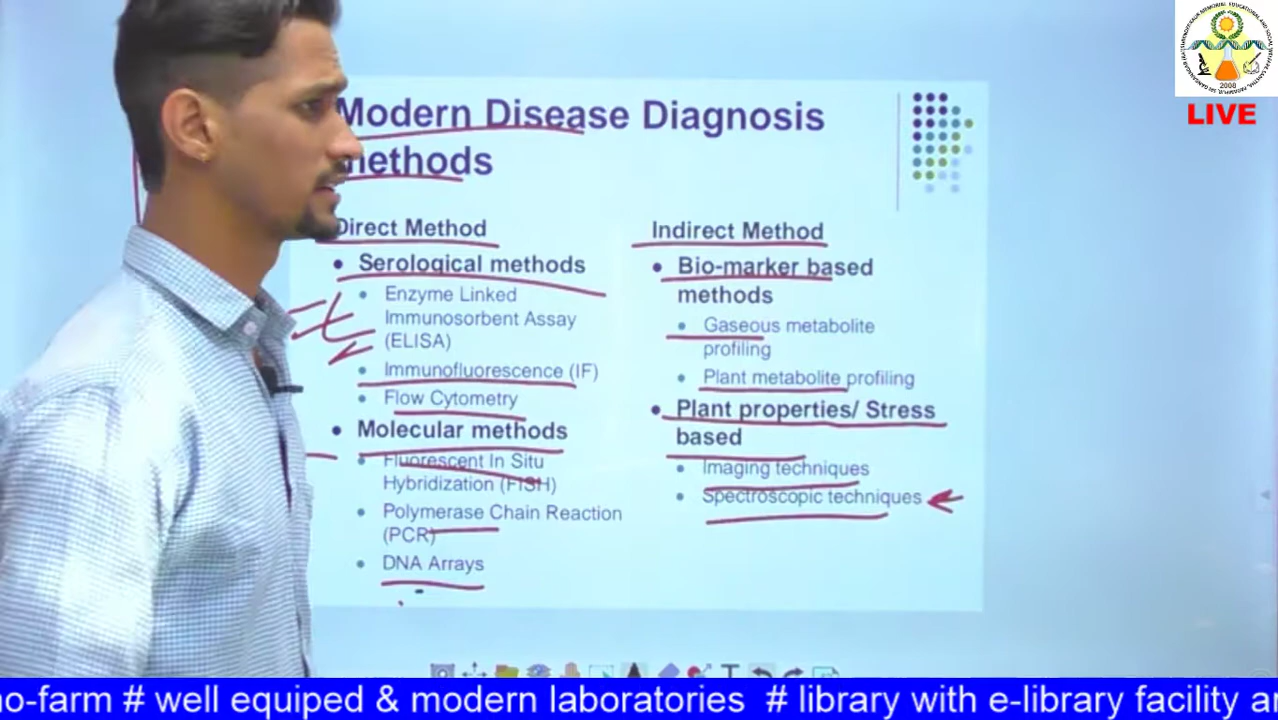 Modern Disease Diagnosis
methods
Direct Method
Serological methods
Enzyme Linked
Immunosorbent Assay
(ELISA)
Immunofluorescence (IF)
Flow Cytometry
Molecular methods
Fluorescent In Situ
Hybridization (FISH)
Polymerase Chain Reaction
(PCR)
DNA Arrays
Indirect Method
Bio-marker based
methods
Gaseous metabolite
profiling
Plant metabolite profiling
Plant properties/ Stress
based
Imaging techniques
Spectroscopic techniques
2008
LIVE
no-farm # well equiped & modern laboratories # library with e-library facility a